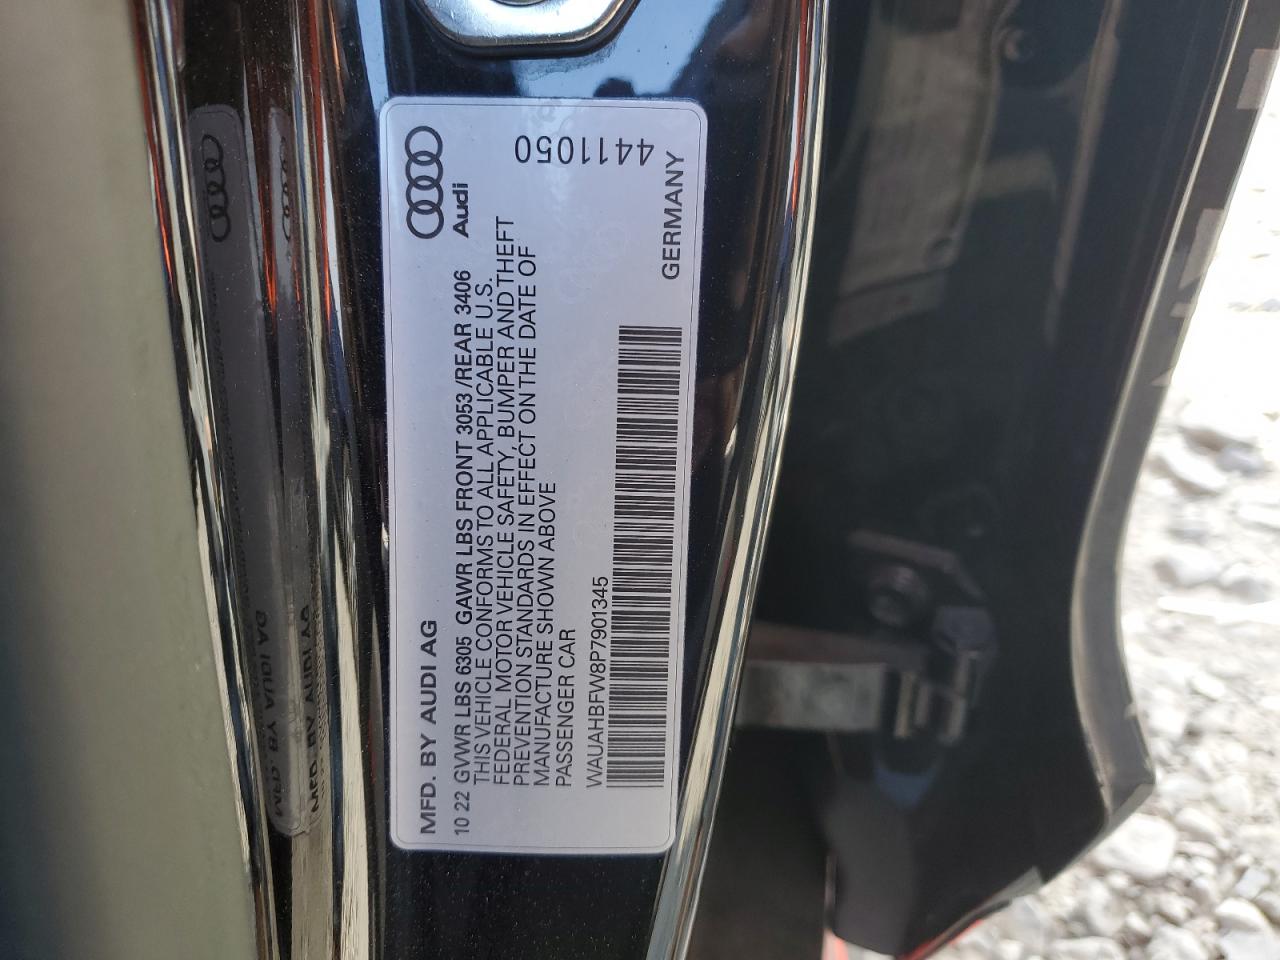 Audi
MFD. BY AUDI AG
10 22 GVWR LBS 6305 GAWR LBS FRONT 3053 /REAR 3406
THIS VEHICLE CONFORMS TO ALL APPLICABLE U.S.
FEDERAL MOTOR VEHICLE SAFETY, BUMPER AND THEFT
PREVENTION STANDARDS IN EFFECT ON THE DATE OF
MANUFACTURE SHOWN ABOVE
PASSENGER CAR
WAUAHBFW8P7901345
GERMANY
4411050